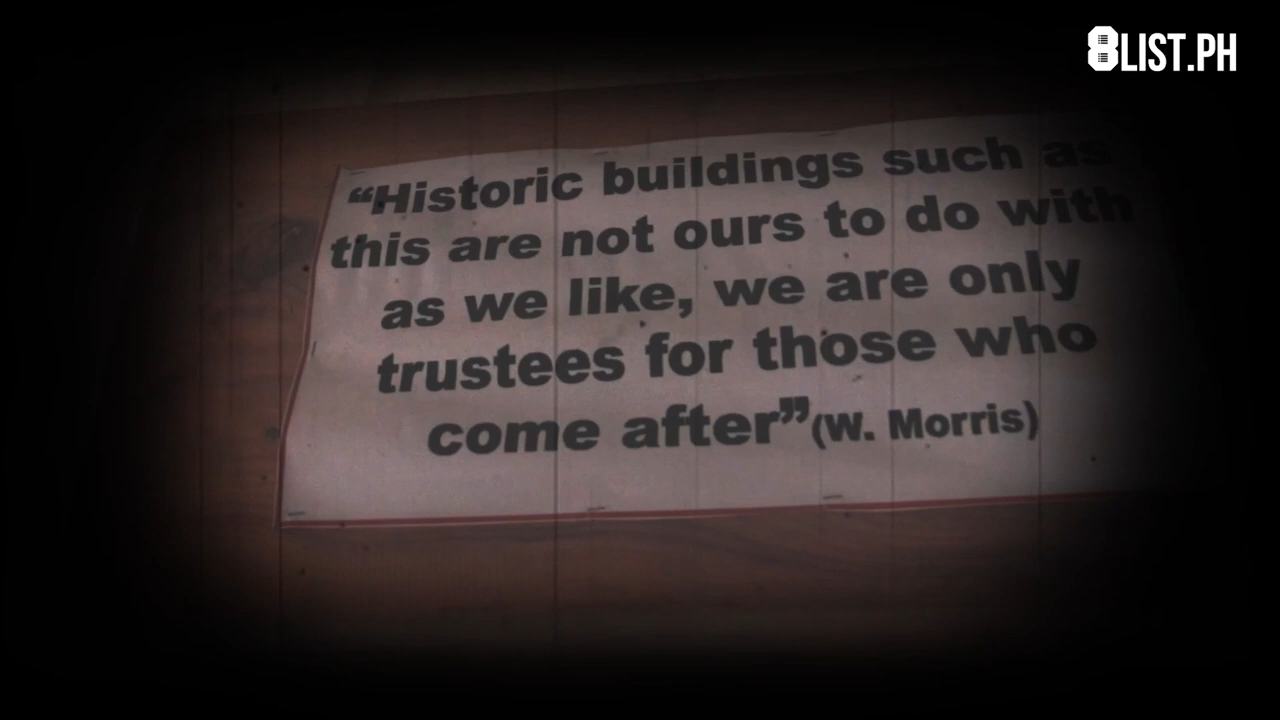 8LIST.PH
“Historic buildings such as
this are not ours to do with
as we like, we are only
trustees for those who
come after”(W. Morris)